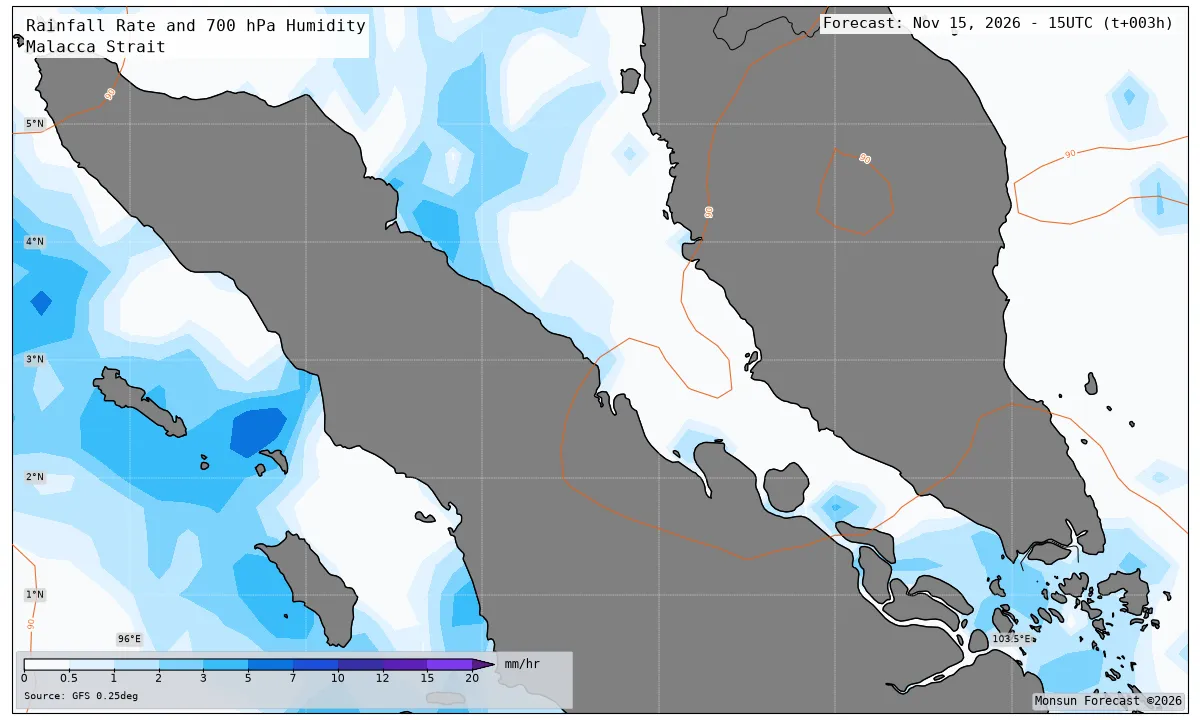 Rainfall Rate and 700 hPa Humidity
Malacca Strait
Forecast: Nov 15, 2026 - 15UTC (t+003h)
90
5°N
90
90
90
4°N
3°N
2°N
1°N
90
96°E
103.5°E
mm/hr
0 0.5 1 2 3 5 7 10 12 15 20
Source: GFS 0.25deg
Monsun Forecast ©2026